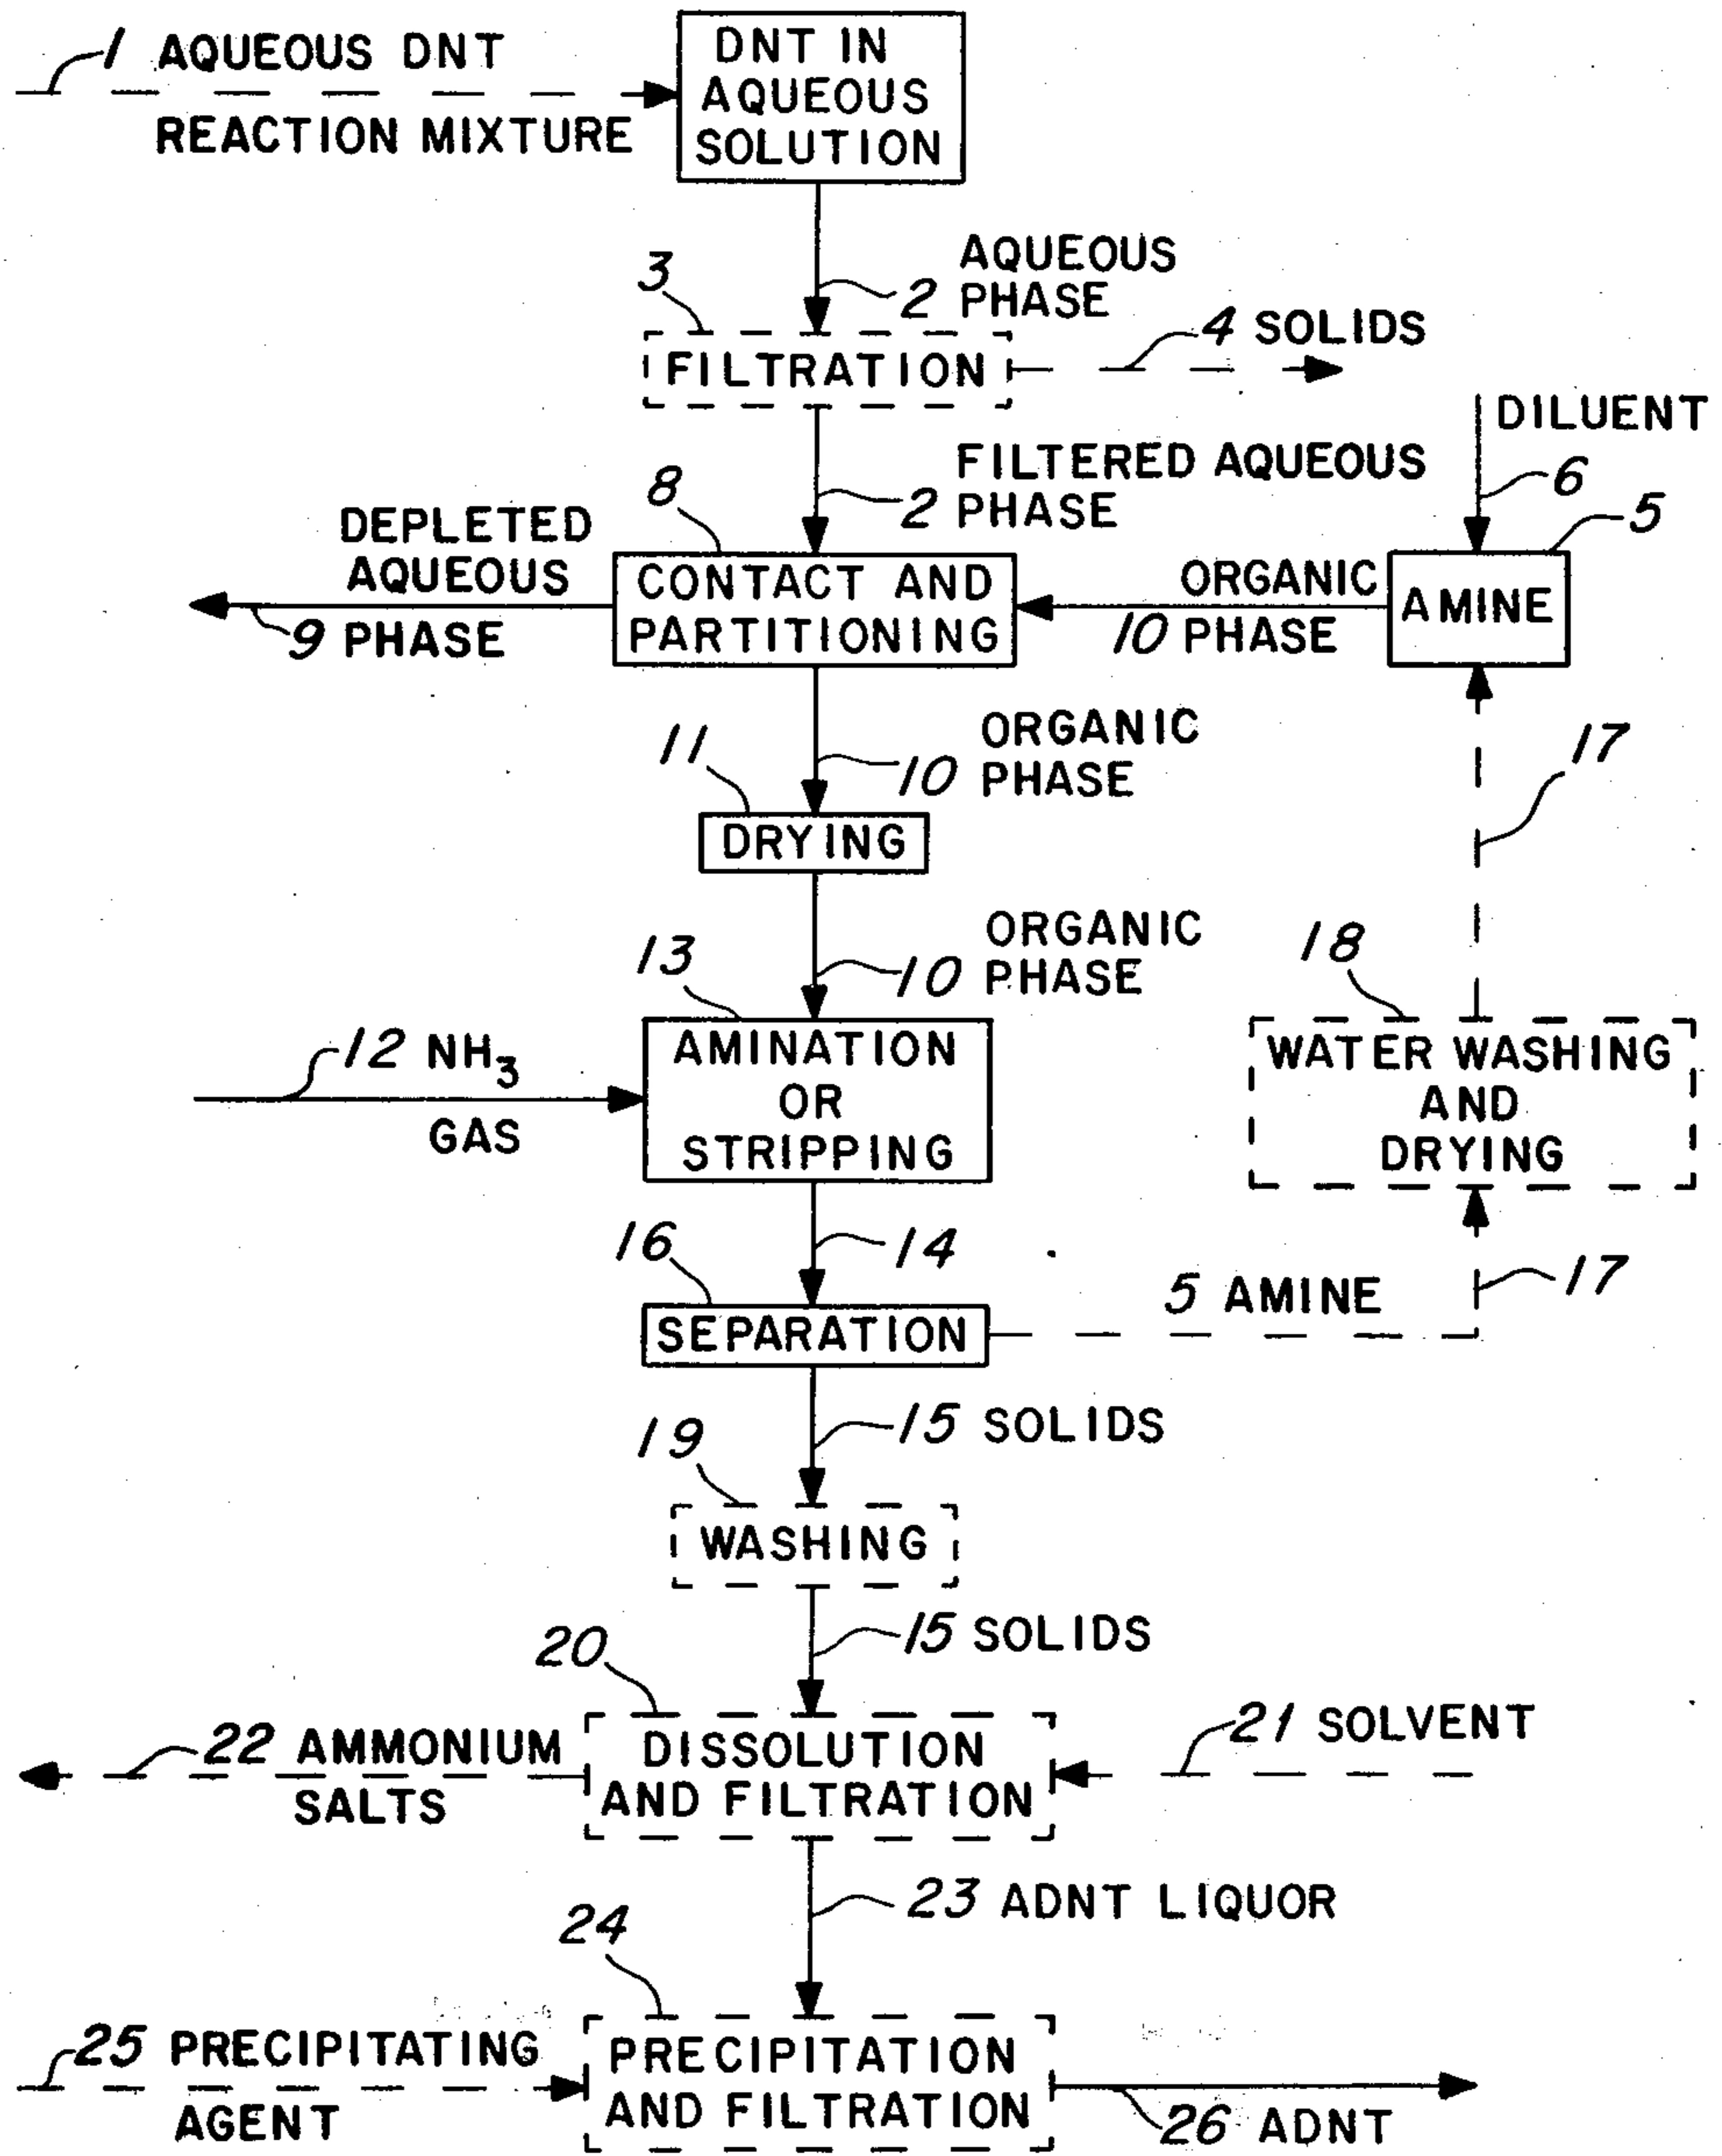 1 AQUEOUS DNT
REACTION MIXTURE
DNT IN
AQUEOUS
SOLUTION
2 AQUEOUS
PHASE
3
FILTRATION
4 SOLIDS
DILUENT
6
5
2 FILTERED AQUEOUS
PHASE
8
DEPLETED
AQUEOUS
9 PHASE
CONTACT AND
PARTITIONING
ORGANIC
10 PHASE
AMINE
10 ORGANIC
PHASE
11
DRYING
17
10 ORGANIC
PHASE
13
18
12 NH3
GAS
AMINATION
OR
STRIPPING
WATER WASHING
AND
DRYING
14
16
SEPARATION
5 AMINE
17
15 SOLIDS
19
WASHING
15 SOLIDS
20
22 AMMONIUM
SALTS
DISSOLUTION
AND FILTRATION
21 SOLVENT
23 ADNT LIQUOR
24
25 PRECIPITATING
AGENT
PRECIPITATION
AND FILTRATION
26 ADNT